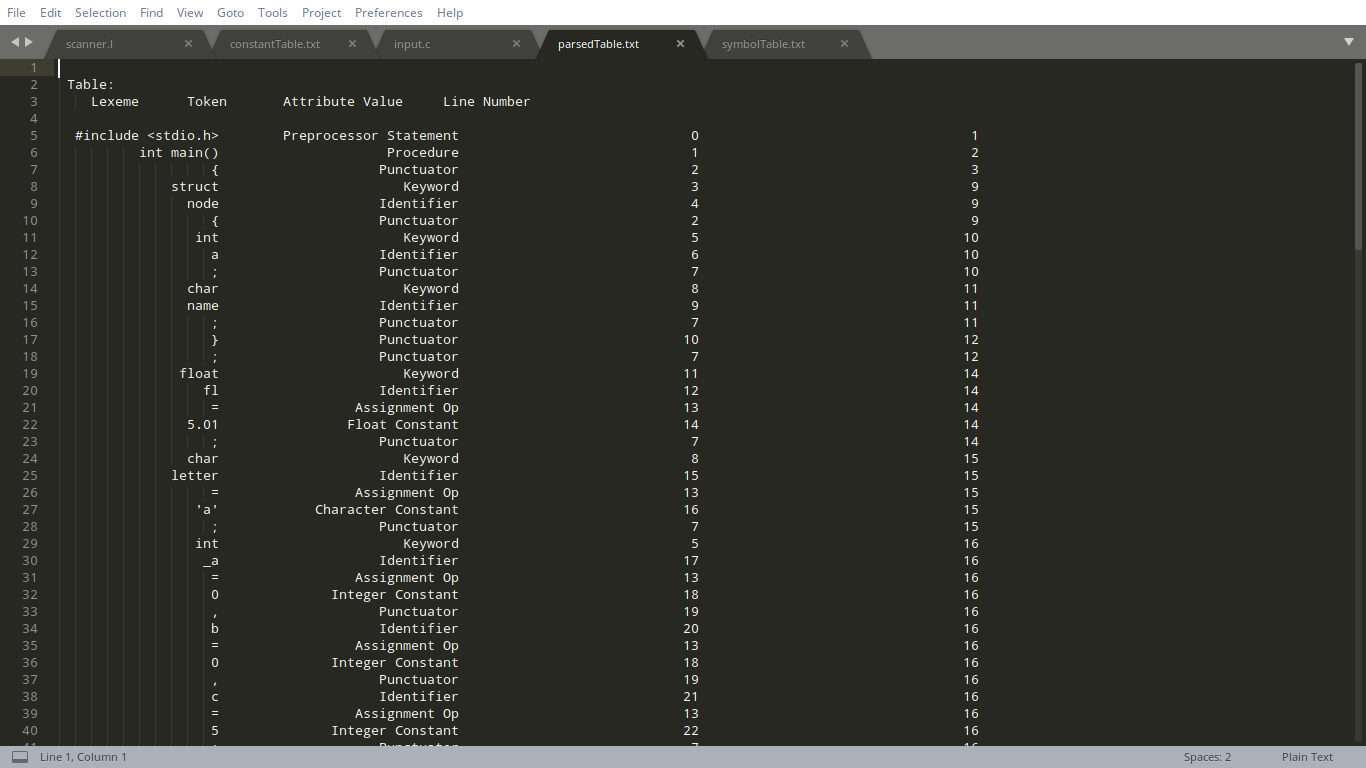 File Edit Selection Find View Goto Tools Project Preferences Help
scanner.l × constantTable.txt × input.c × parsedTable.txt × symbolTable.txt ×
1
2 Table:
3 Lexeme Token Attribute Value Line Number
4
5 #include <stdio.h> Preprocessor Statement 0 1
6 int main() Procedure 1 2
7 { Punctuator 2 3
8 struct Keyword 3 9
9 node Identifier 4 9
10 { Punctuator 2 9
11 int Keyword 5 10
12 a Identifier 6 10
13 ; Punctuator 7 10
14 char Keyword 8 11
15 name Identifier 9 11
16 ; Punctuator 7 11
17 } Punctuator 10 12
18 ; Punctuator 7 12
19 float Keyword 11 14
20 fl Identifier 12 14
21 = Assignment Op 13 14
22 5.01 Float Constant 14 14
23 ; Punctuator 7 14
24 char Keyword 8 15
25 letter Identifier 15 15
26 = Assignment Op 13 15
27 'a' Character Constant 16 15
28 ; Punctuator 7 15
29 int Keyword 5 16
30 _a Identifier 17 16
31 = Assignment Op 13 16
32 0 Integer Constant 18 16
33 , Punctuator 19 16
34 b Identifier 20 16
35 = Assignment Op 13 16
36 0 Integer Constant 18 16
37 , Punctuator 19 16
38 c Identifier 21 16
39 = Assignment Op 13 16
40 5 Integer Constant 22 16
41 ; Punctuator 7 16
Line 1, Column 1 Spaces: 2 Plain Text